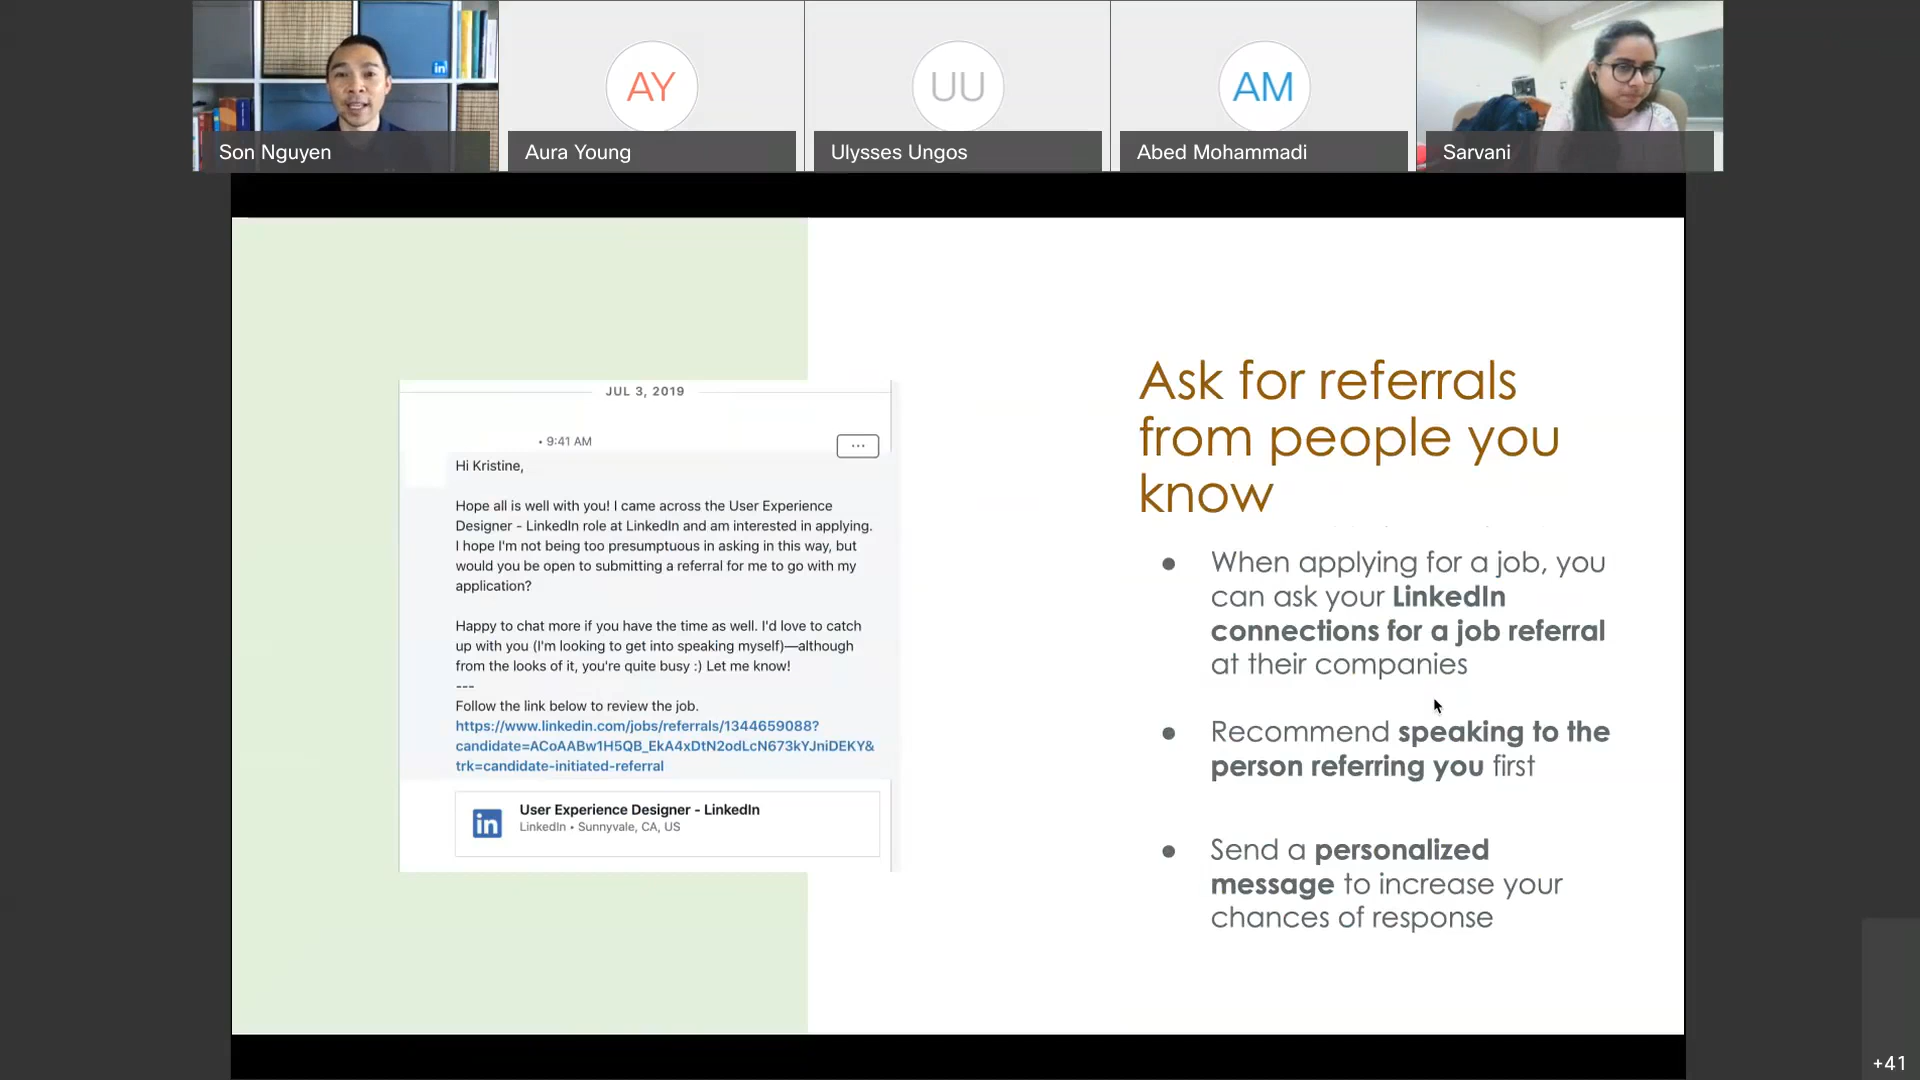 AY
UU
AM
in
Son Nguyen
Aura Young
Ulysses Ungos
Abed Mohammadi
Sarvani
JUL 3, 2019
• 9:41 AM
...
Hi Kristine,
Hope all is well with you! I came across the User Experience
Designer - LinkedIn role at LinkedIn and am interested in applying.
I hope I'm not being too presumptuous in asking in this way, but
would you be open to submitting a referral for me to go with my
application?
Happy to chat more if you have the time as well. I'd love to catch
up with you (I'm looking to get into speaking myself)—although
from the looks of it, you're quite busy :) Let me know!
---
Follow the link below to review the job.
https://www.linkedin.com/jobs/referrals/1344659088?
candidate=ACoAABw1H5QB_EkA4xDtN2odLcN673kYJniDEKY&
trk=candidate-initiated-referral
in
User Experience Designer - LinkedIn
LinkedIn • Sunnyvale, CA, US
Ask for referrals
from people you
know
● When applying for a job, you
can ask your LinkedIn
connections for a job referral
at their companies
● Recommend speaking to the
person referring you first
● Send a personalized
message to increase your
chances of response
+41